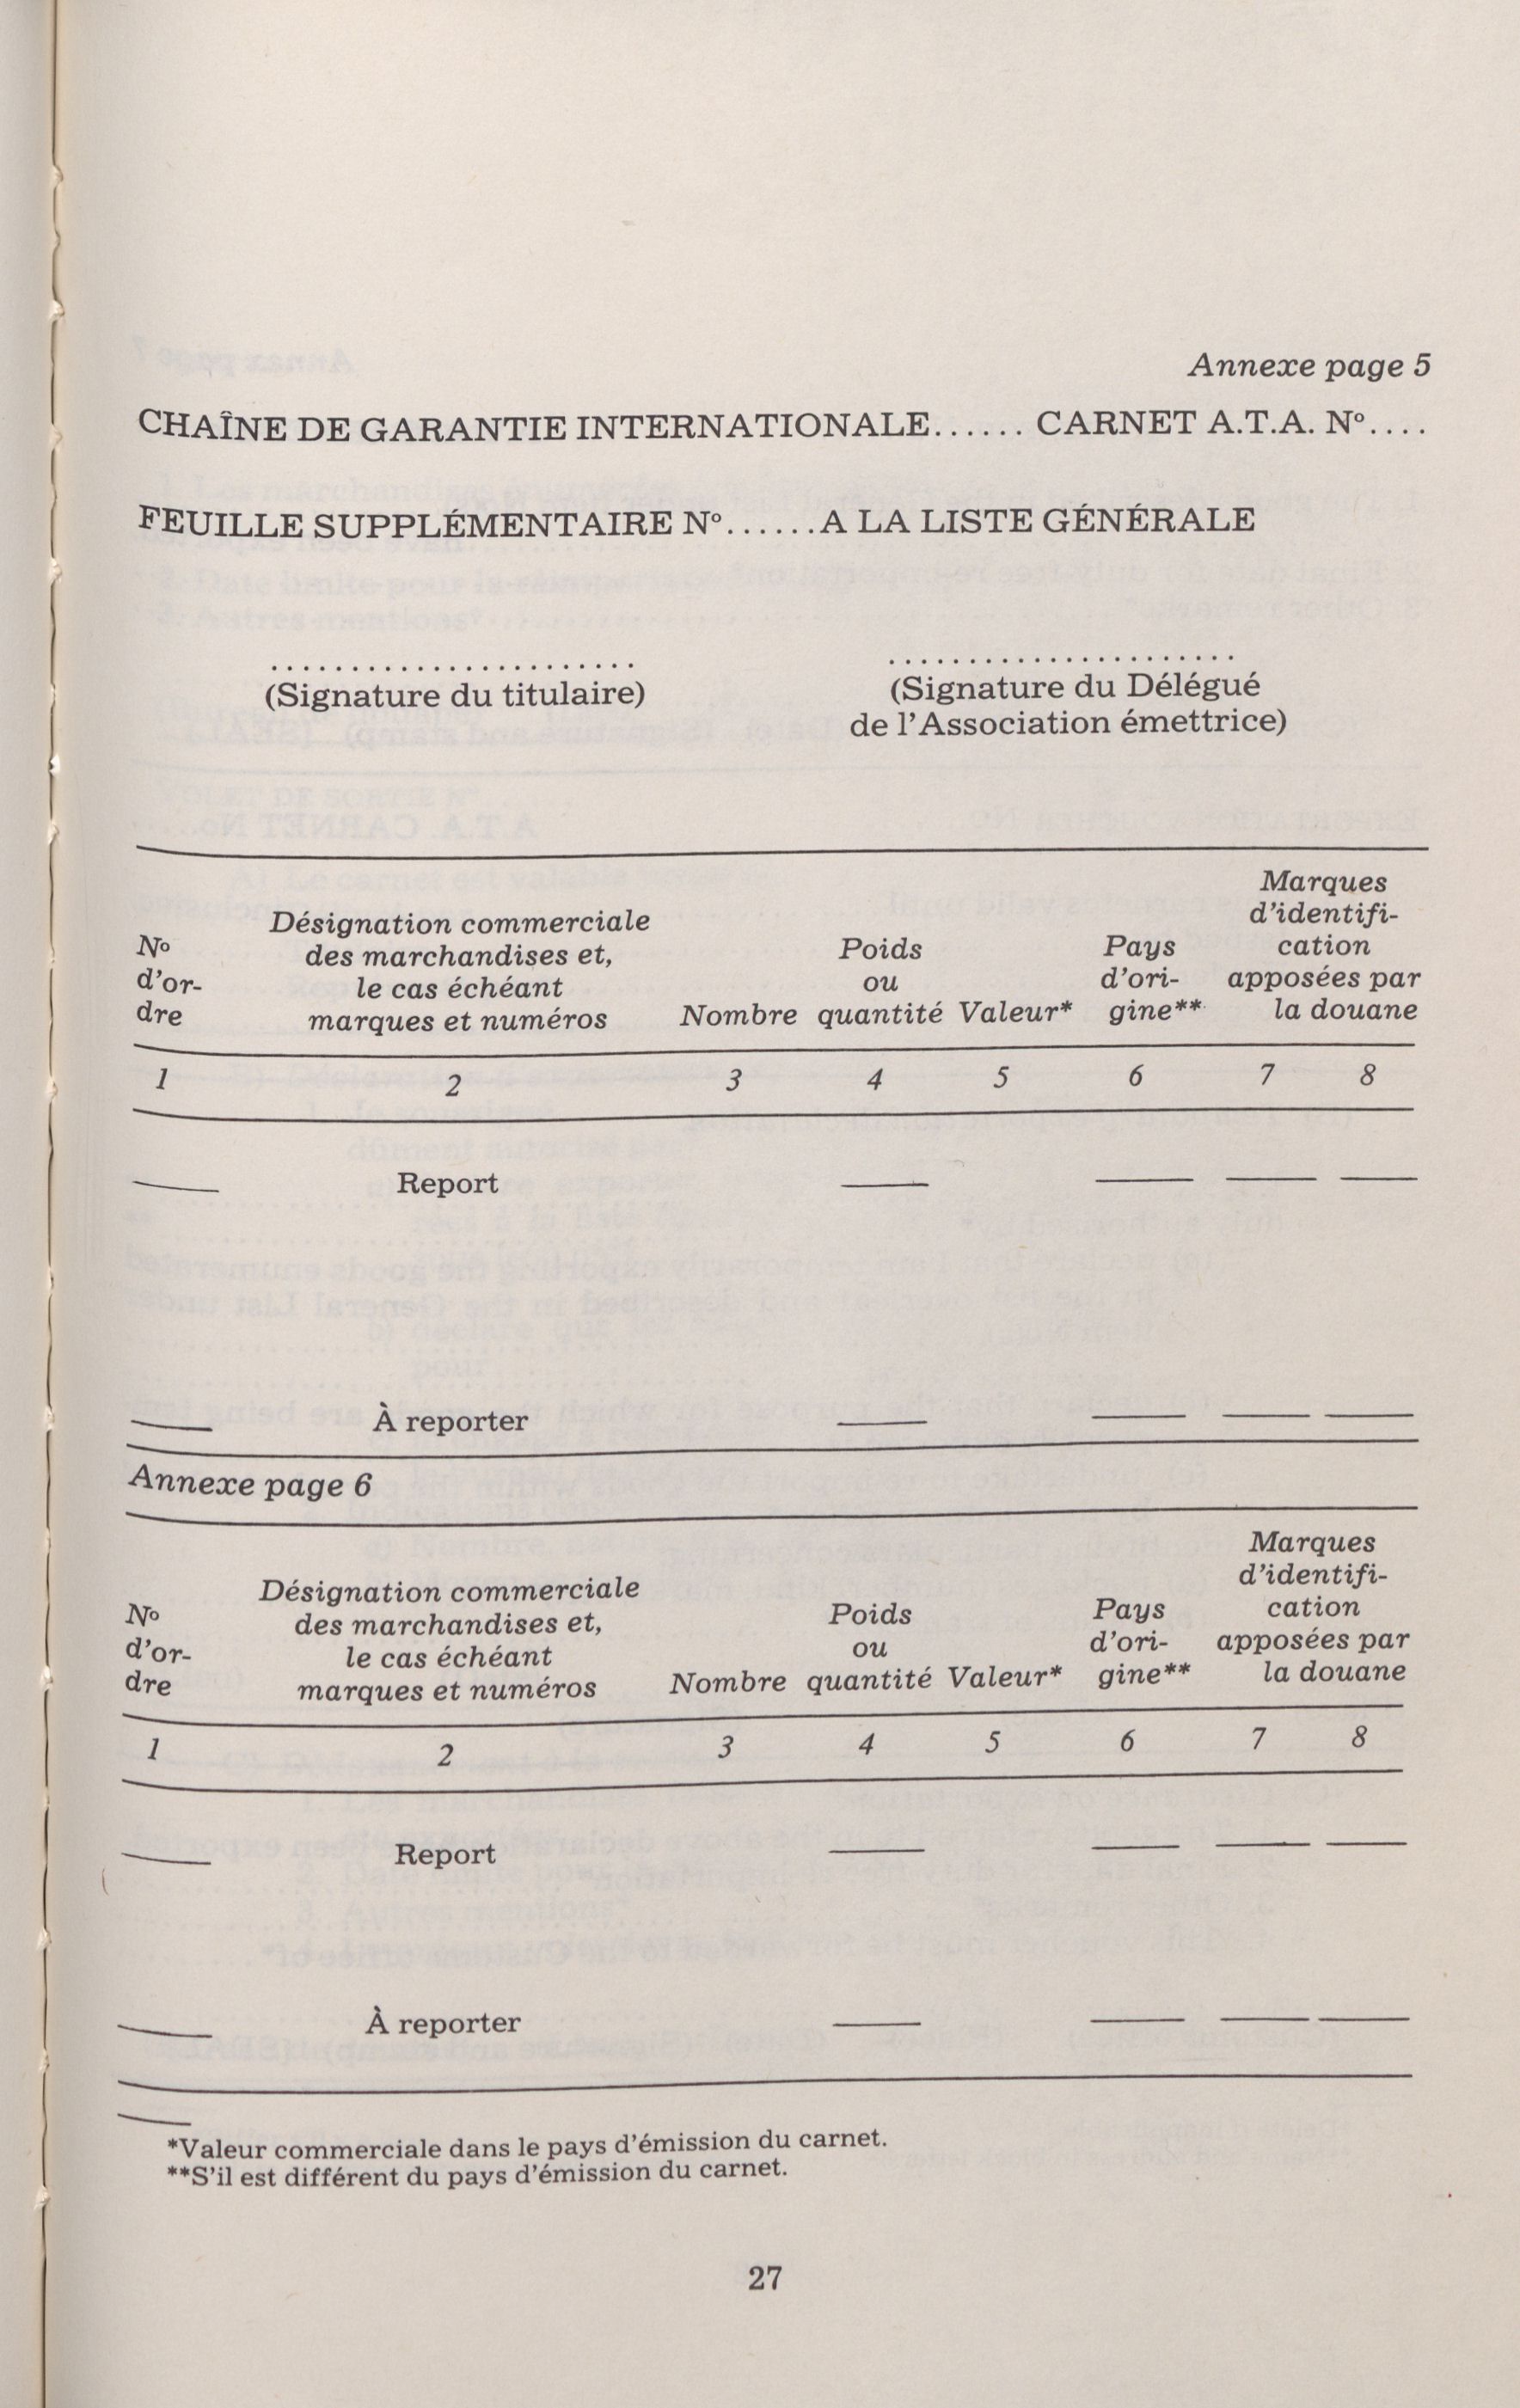 Annexe page 5
CHAÎNE DE GARANTIE INTERNATIONALE...... CARNET A.T.A. Nº....
FEUILLE SUPPLÉMENTAIRE Nº......A LA LISTE GÉNÉRALE
.......................
(Signature du titulaire)
......................
(Signature du Délégué
de l'Association émettrice)
Nº
d'or-
dre
Désignation commerciale
des marchandises et,
le cas échéant
marques et numéros
Nombre
Poids
ou
quantité
Valeur*
Pays
d'ori-
gine**
Marques
d'identifi-
cation
apposées par
la douane
1 2 3 4 5 6 7 8
Report
À reporter
Annexe page 6
Nº
d'or-
dre
Désignation commerciale
des marchandises et,
le cas échéant
marques et numéros
Nombre
Poids
ou
quantité
Valeur*
Pays
d'ori-
gine**
Marques
d'identifi-
cation
apposées par
la douane
1 2 3 4 5 6 7 8
Report
À reporter
*Valeur commerciale dans le pays d'émission du carnet.
**S'il est différent du pays d'émission du carnet.
27